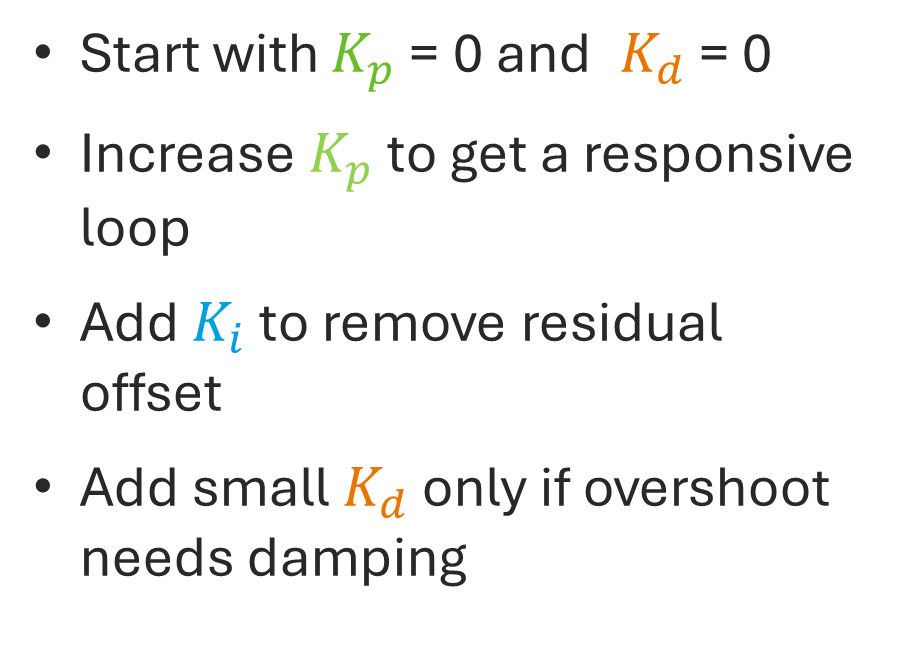 • Start with Kp = 0 and Kd = 0
• Increase Kp to get a responsive
loop
• Add Ki to remove residual
offset
• Add small Kd only if overshoot
needs damping